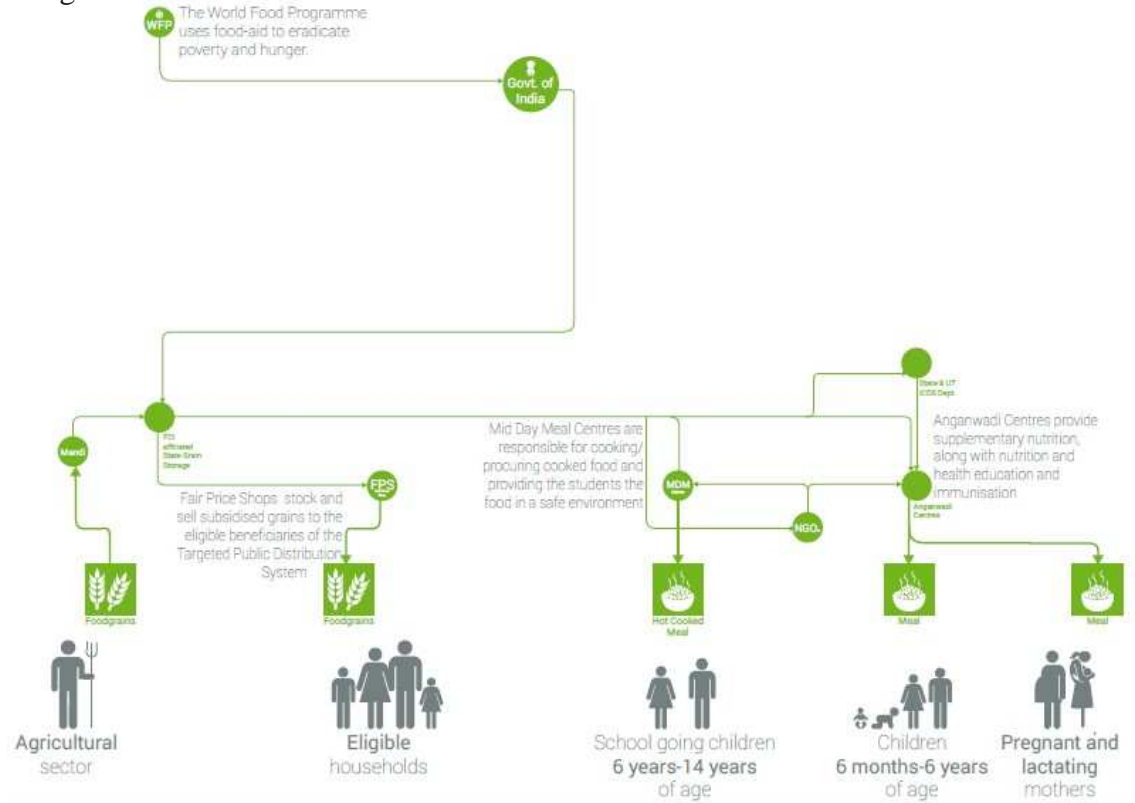 WFP
The World Food Programme
uses food-aid to eradicate
poverty and hunger.
Govt. of
India
Mandi
FCI
State Grain
Storage
FPS
Fair Price Shops stock and
sell subsidised grains to the
eligible beneficiaries of the
Targeted Public Distribution
System
Mid Day Meal Centres are
responsible for cooking/
procuring cooked food and
providing the students the
food in a safe environment
MDM
NGOs
State & UT
ICDS Dept.
Anganwadi Centres provide
supplementary nutrition,
along with nutrition and
health education and
immunisation
Anganwadi
Centres
Foodgrains
Foodgrains
Hot Cooked
Meal
Meal
Meal
Agricultural
sector
Eligible
households
School going children
6 years-14 years
of age
Children
6 months-6 years
of age
Pregnant and
lactating
mothers